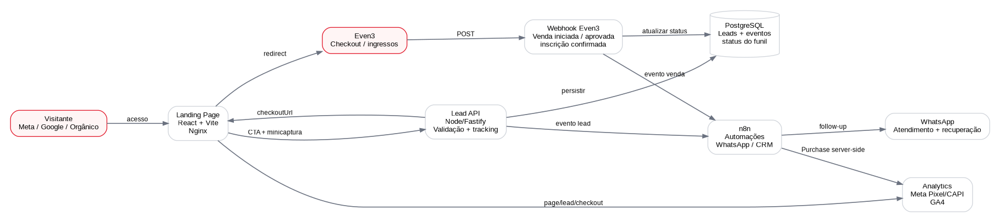 Visitante
Meta / Google / Orgânico
acesso
Landing Page
React + Vite
Nginx
redirect
Even3
Checkout / ingressos
POST
Webhook Even3
Venda iniciada / aprovada
inscrição confirmada
atualizar status
PostgreSQL
Leads + eventos
status do funil
evento venda
persistir
checkoutUrl
CTA + minicaptura
Lead API
Node/Fastify
Validação + tracking
evento lead
n8n
Automações
WhatsApp / CRM
follow-up
WhatsApp
Atendimento + recuperação
Purchase server-side
Analytics
Meta Pixel/CAPI
GA4
page/lead/checkout